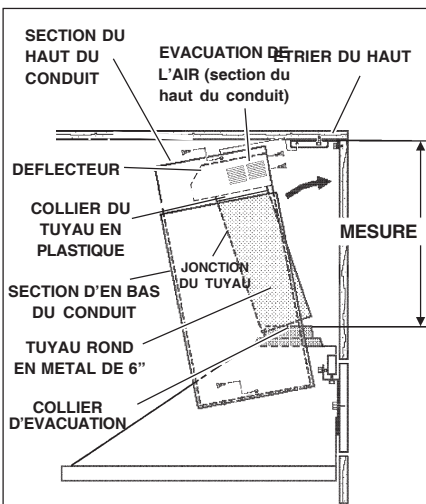 SECTION DU
HAUT DU
CONDUIT
EVACUATION DE
L'AIR (section du
haut du conduit)
ETRIER DU HAUT
DEFLECTEUR
COLLIER DU
TUYAU EN
PLASTIQUE
MESURE
JONCTION
DU TUYAU
SECTION D'EN BAS
DU CONDUIT
TUYAU ROND
EN METAL DE 6”
COLLIER
D'EVACUATION